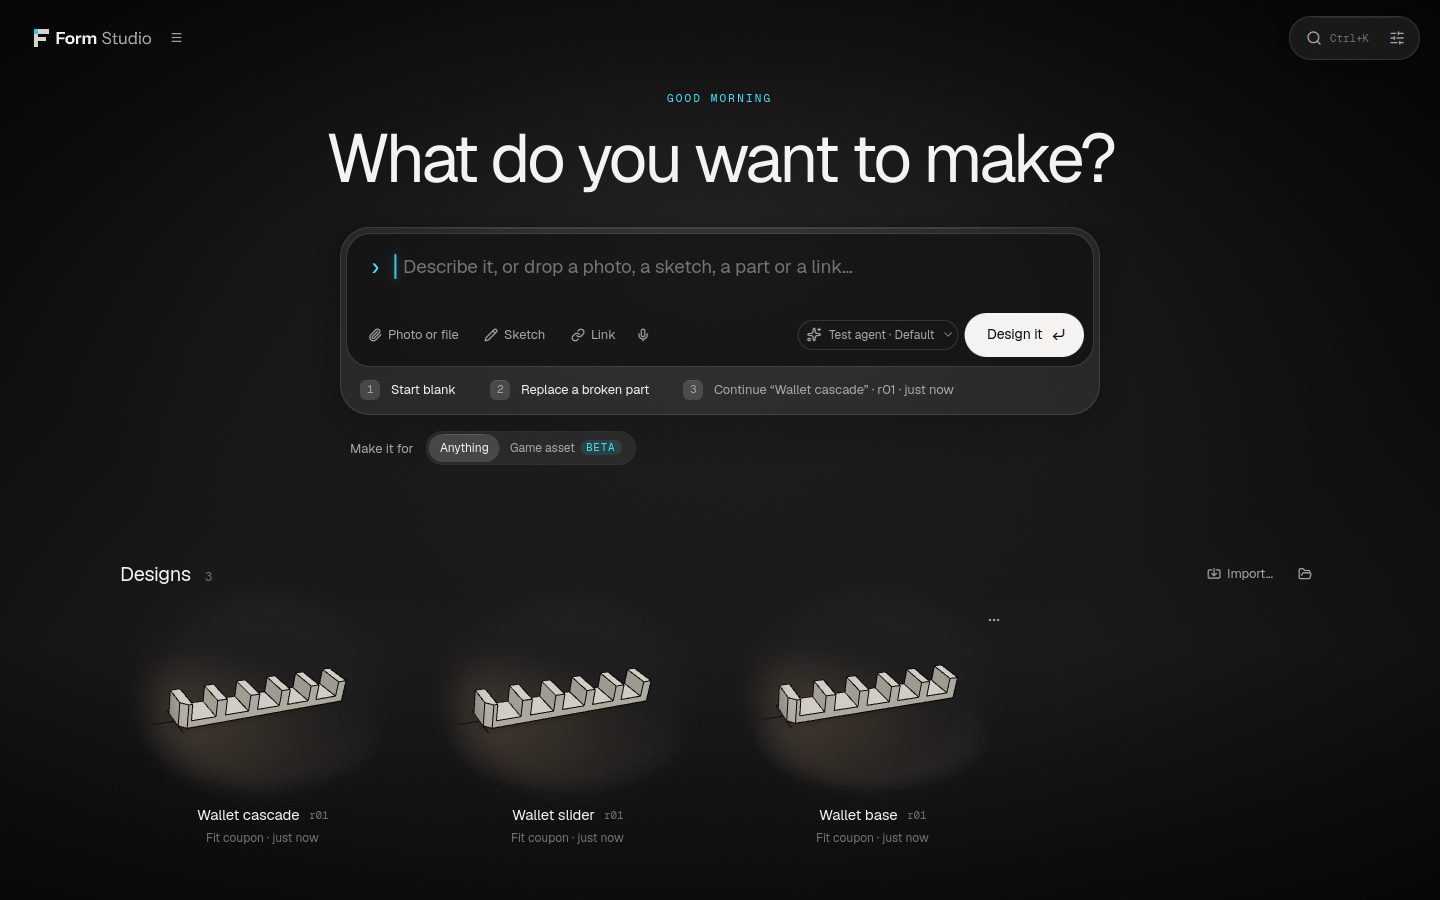 Form Studio
Ctrl+K
GOOD MORNING
What do you want to make?
Describe it, or drop a photo, a sketch, a part or a link...
Photo or file
Sketch
Link
Test agent · Default
Design it
1 Start blank
2 Replace a broken part
3 Continue “Wallet cascade” · r01 · just now
Make it for
Anything
Game asset BETA
Designs 3
Import...
Wallet cascade r01
Fit coupon · just now
Wallet slider r01
Fit coupon · just now
Wallet base r01
Fit coupon · just now